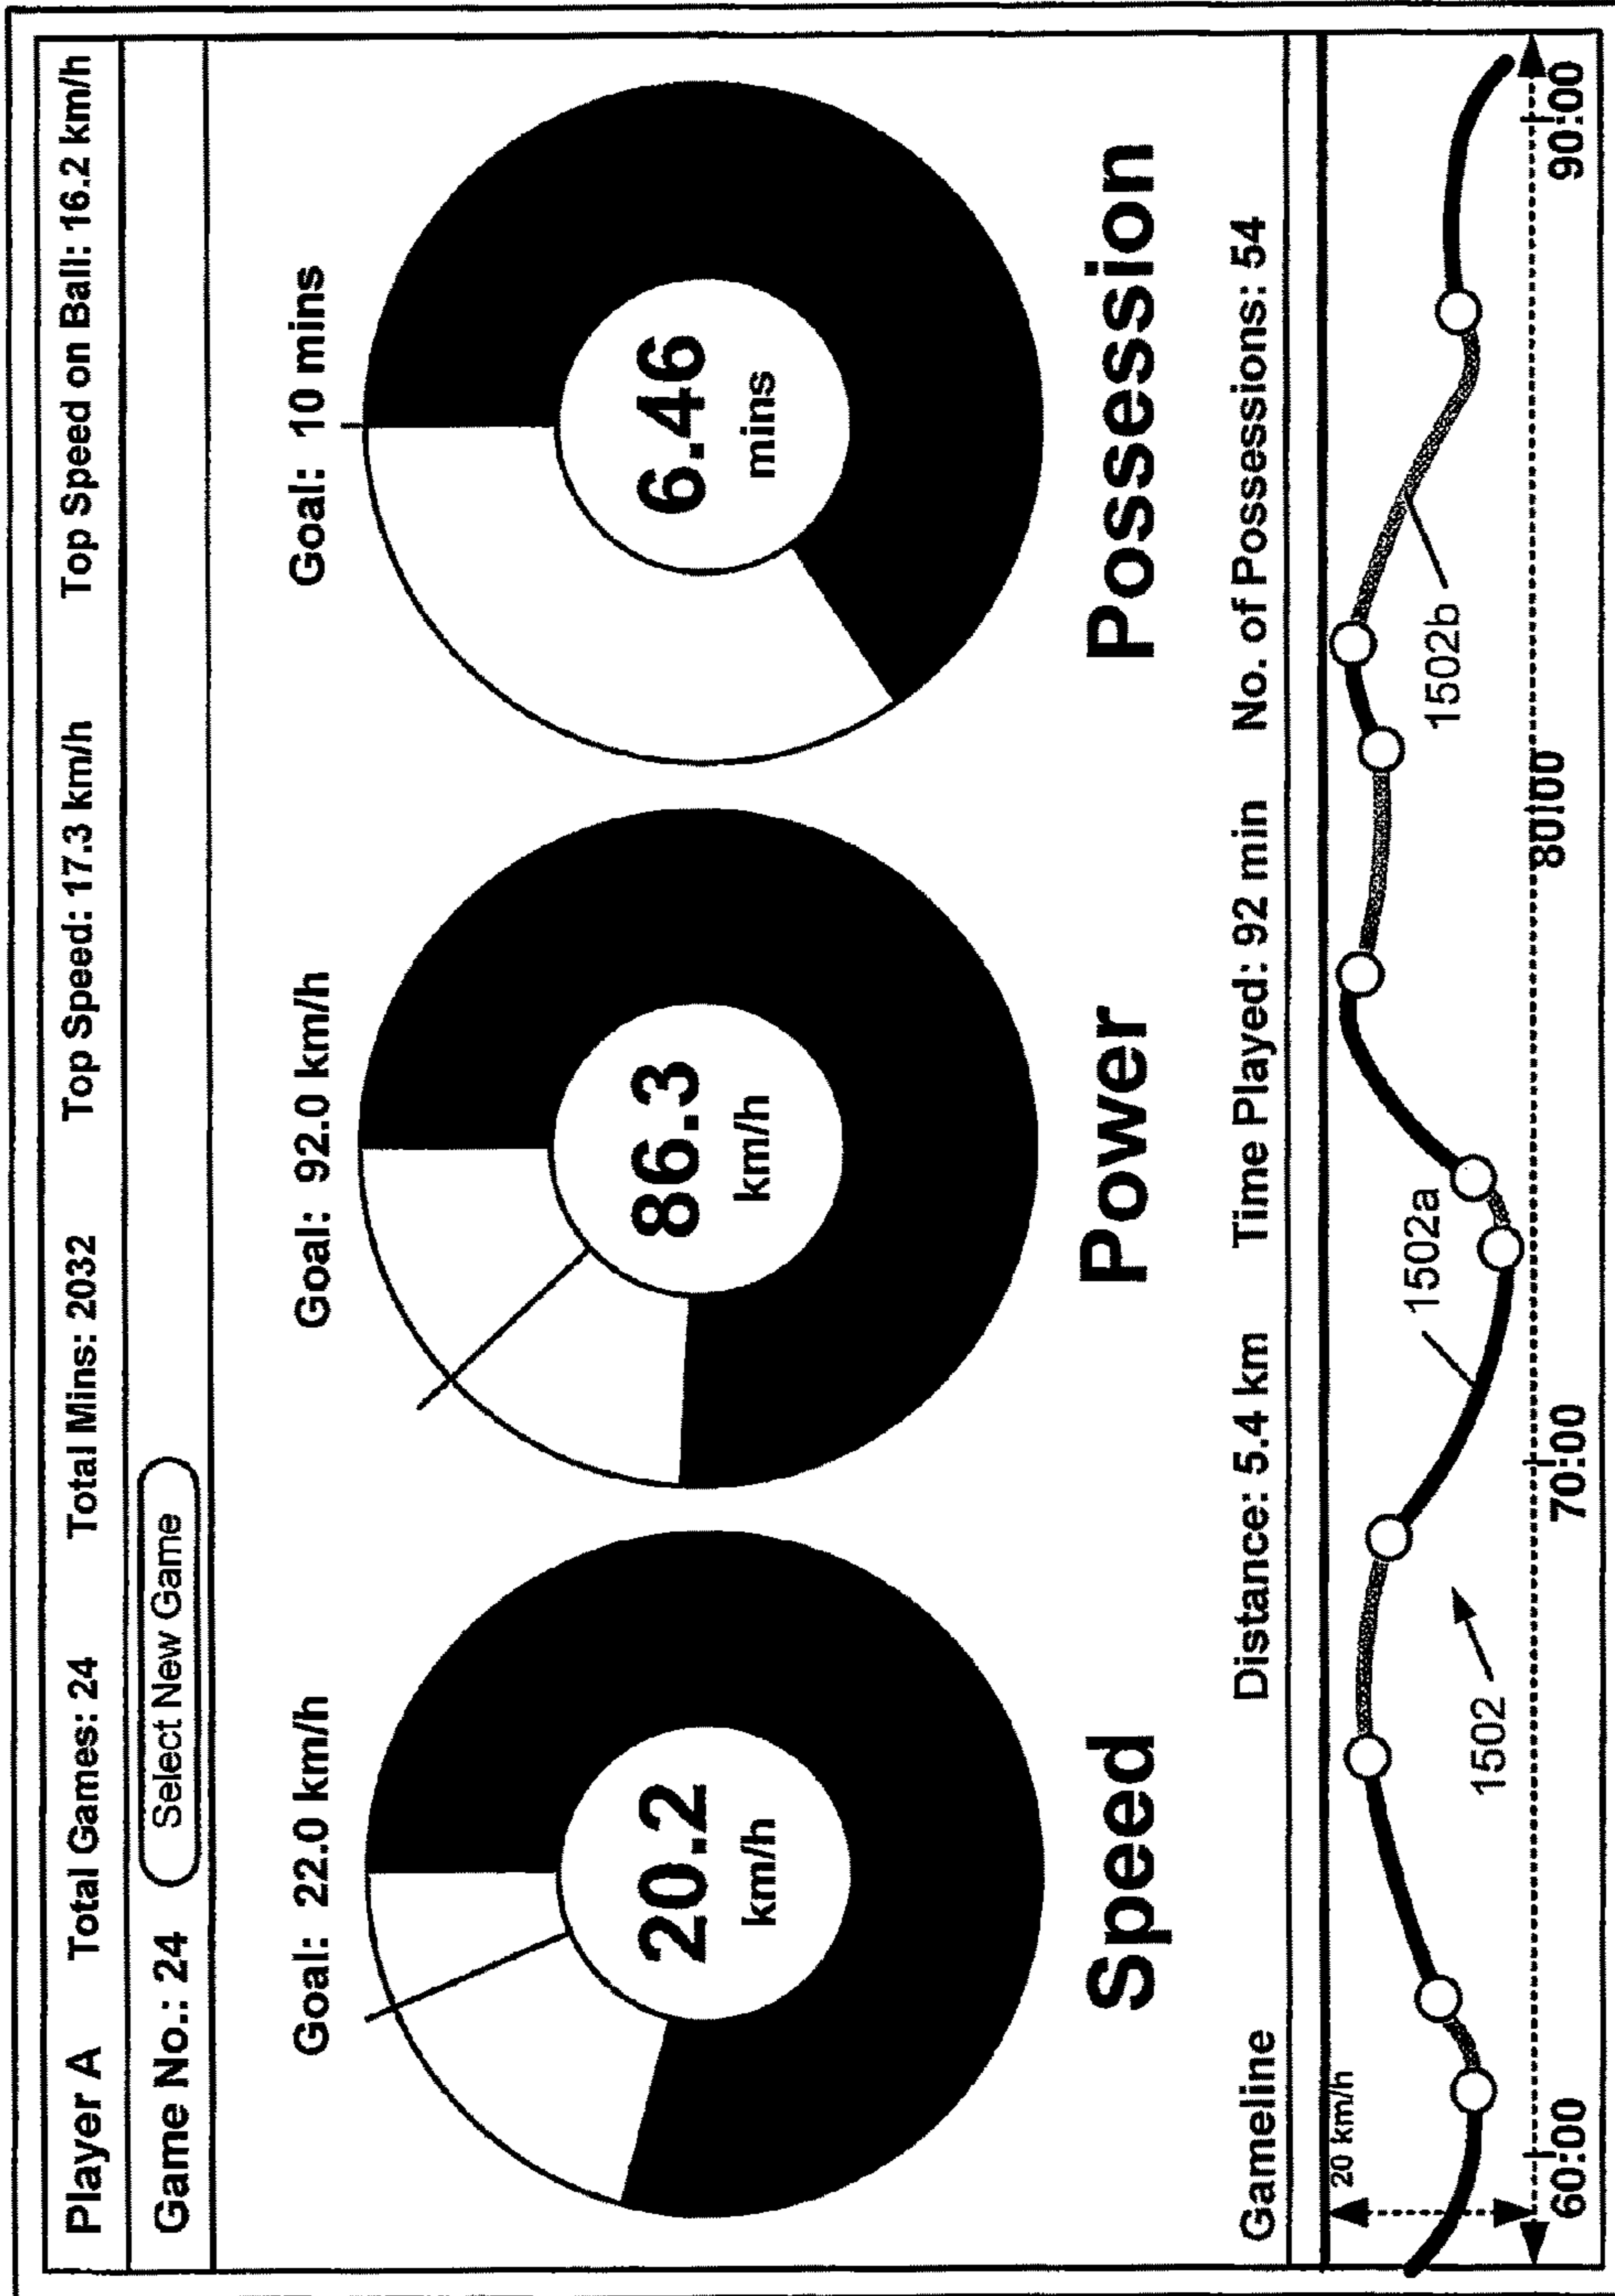 Player A Total Games: 24 Total Mins: 2032 Top Speed: 17.3 km/h Top Speed on Ball: 16.2 km/h
Game No.: 24 Select New Game
Goal: 22.0 km/h Goal: 92.0 km/h Goal: 10 mins
20.2 86.3 6.46
km/h km/h mins
Speed Power Possession
Gameline Distance: 5.4 km Time Played: 92 min No. of Possessions: 54
20 km/h
1502a
1502b
1502
60:00 70:00 80:00 90:00